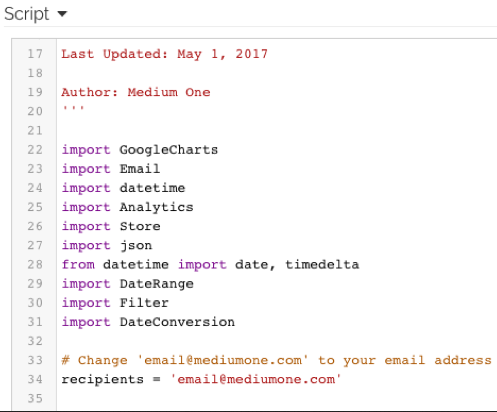 Script
17 Last Updated: May 1, 2017
18
19 Author: Medium One
20 '''
21
22 import GoogleCharts
23 import Email
24 import datetime
25 import Analytics
26 import Store
27 import json
28 from datetime import date, timedelta
29 import DateRange
30 import Filter
31 import DateConversion
32
33 # Change 'email@mediumone.com' to your email address
34 recipients = 'email@mediumone.com'
35